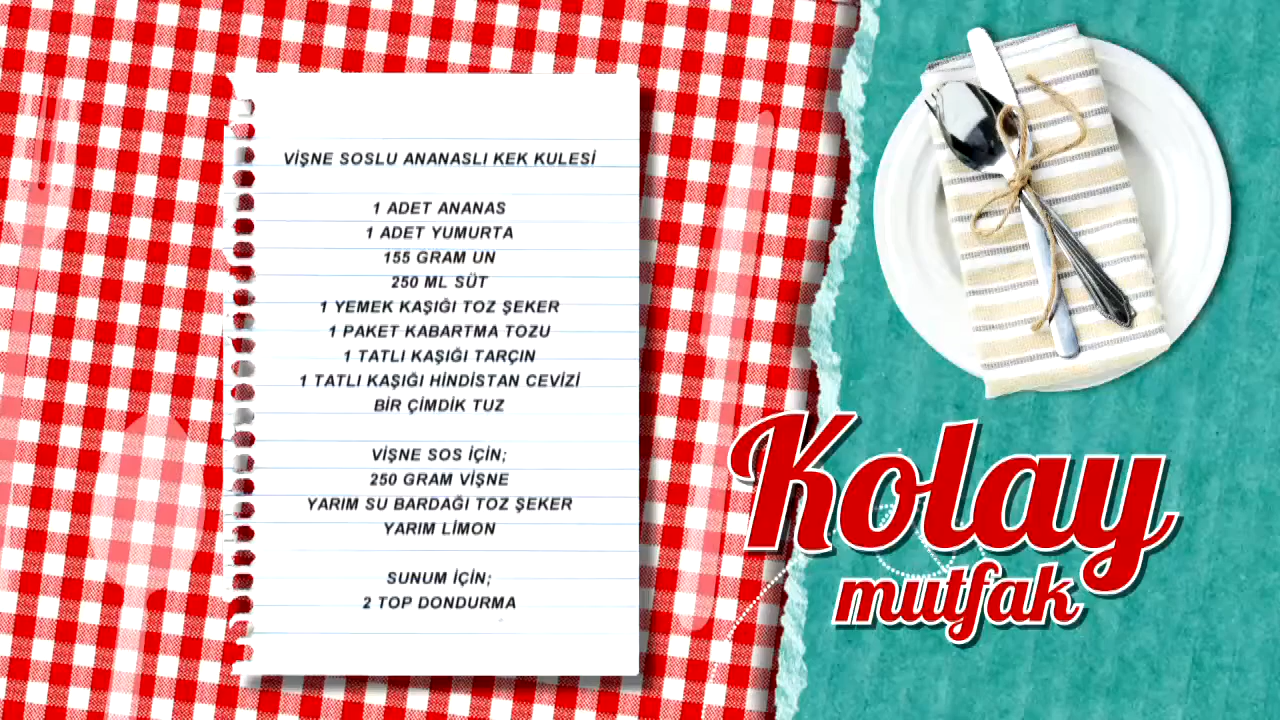 VİŞNE SOSLU ANANASLI KEK KULESİ
1 ADET ANANAS
1 ADET YUMURTA
155 GRAM UN
250 ML SÜT
1 YEMEK KAŞIĞI TOZ ŞEKER
1 PAKET KABARTMA TOZU
1 TATLI KAŞIĞI TARÇIN
1 TATLI KAŞIĞI HİNDİSTAN CEVİZİ
BİR ÇİMDİK TUZ
VİŞNE SOS İÇİN;
250 GRAM VİŞNE
YARIM SU BARDAĞI TOZ ŞEKER
YARIM LİMON
SUNUM İÇİN;
2 TOP DONDURMA
Kolay
mutfak